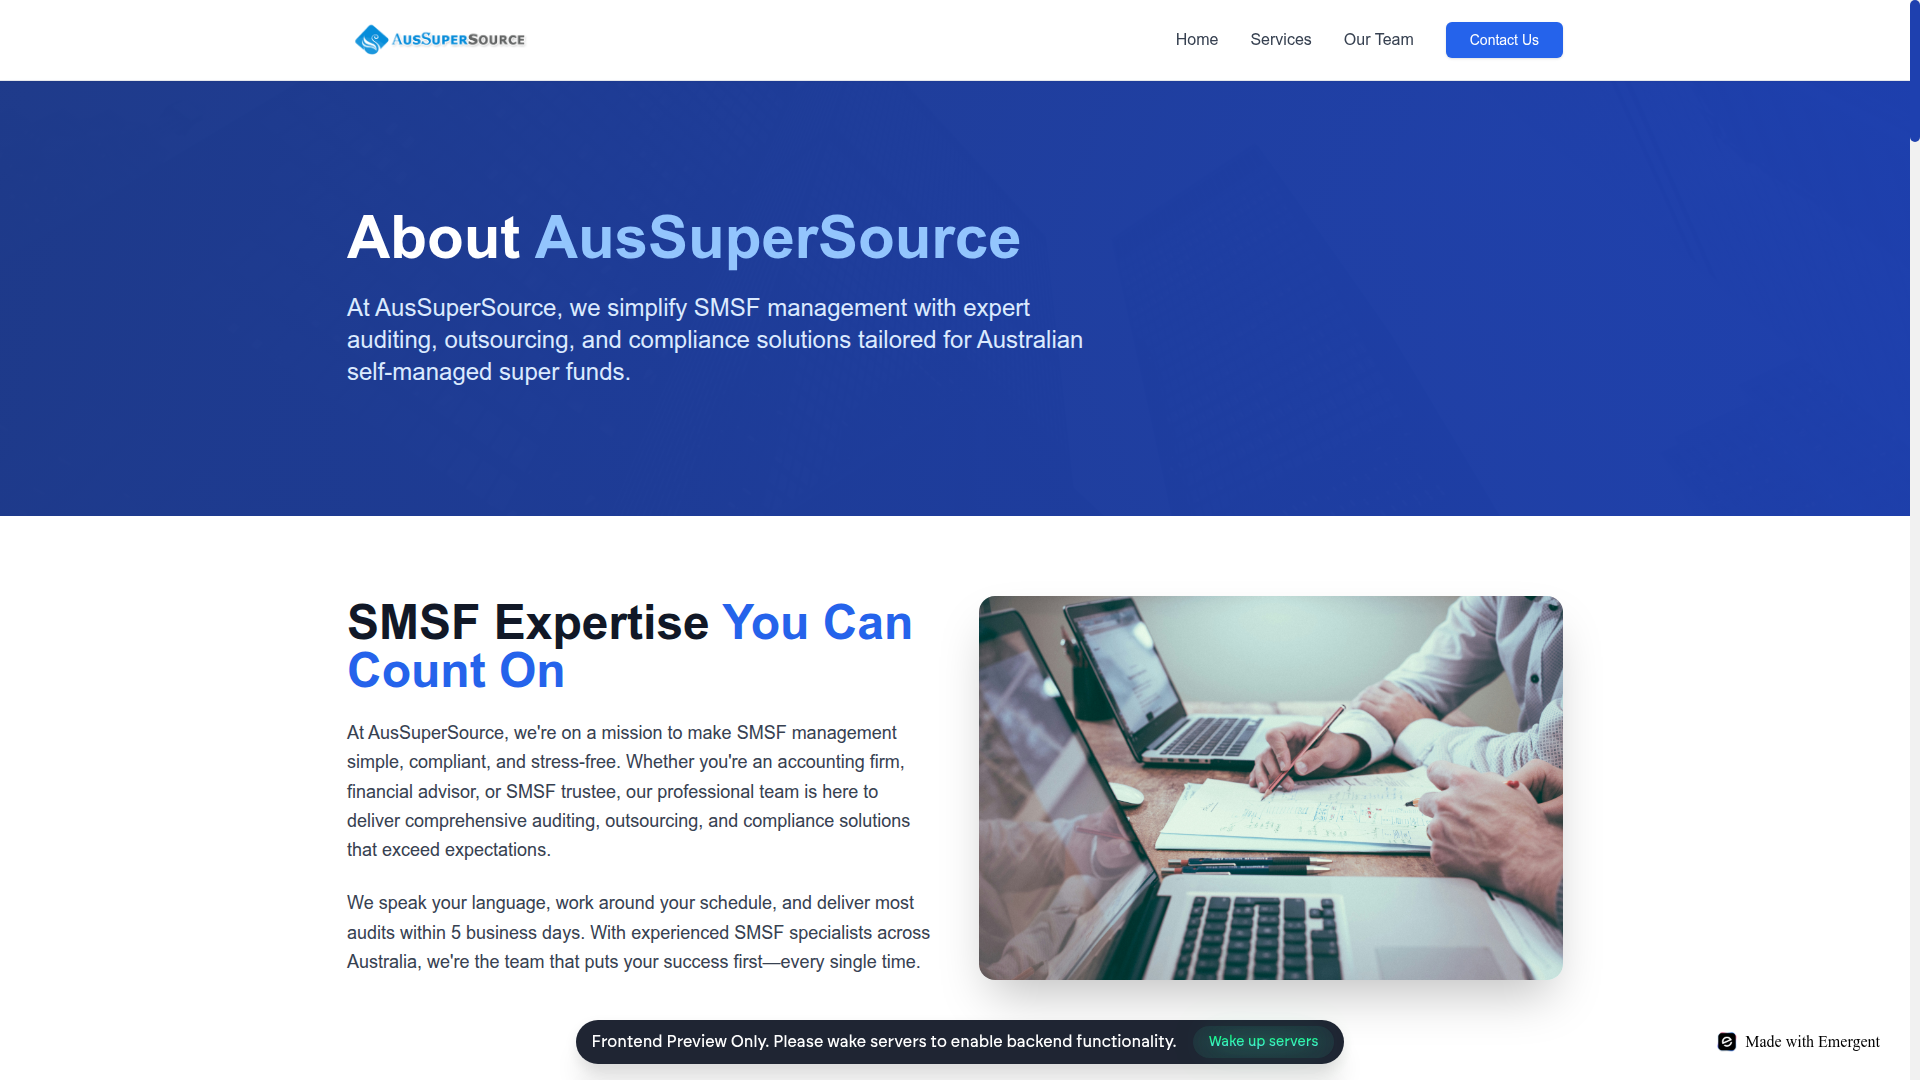 AusSuperSource
Home
Services
Our Team
Contact Us
About AusSuperSource
At AusSuperSource, we simplify SMSF management with expert
auditing, outsourcing, and compliance solutions tailored for Australian
self-managed super funds.
SMSF Expertise You Can
Count On
At AusSuperSource, we're on a mission to make SMSF management
simple, compliant, and stress-free. Whether you're an accounting firm,
financial advisor, or SMSF trustee, our professional team is here to
deliver comprehensive auditing, outsourcing, and compliance solutions
that exceed expectations.
We speak your language, work around your schedule, and deliver most
audits within 5 business days. With experienced SMSF specialists across
Australia, we're the team that puts your success first—every single time.
Frontend Preview Only. Please wake servers to enable backend functionality.
Wake up servers
Made with Emergent